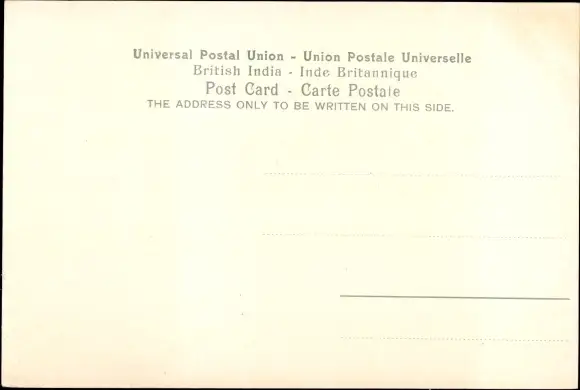 Universal Postal Union - Union Postale Universelle
British India - Inde Britannique
Post Card - Carte Postale
THE ADDRESS ONLY TO BE WRITTEN ON THIS SIDE.